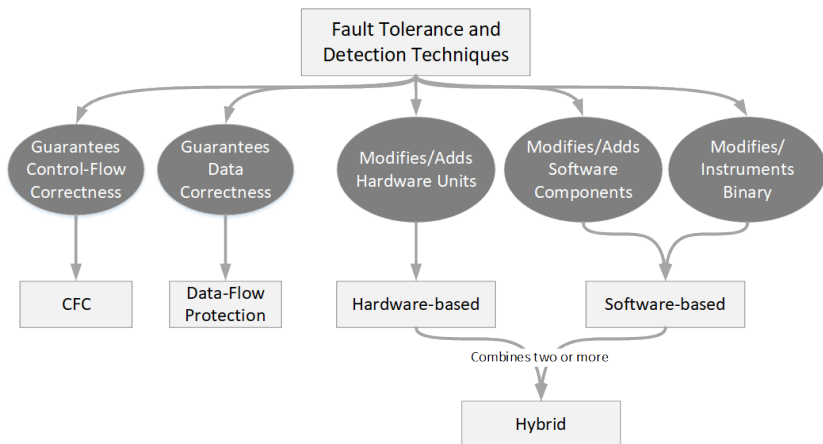 Fault Tolerance and
Detection Techniques
Guarantees
Control-Flow
Correctness
Guarantees
Data
Correctness
Modifies/Adds
Hardware Units
Modifies/Adds
Software
Components
Modifies/
Instruments
Binary
CFC
Data-Flow
Protection
Hardware-based
Software-based
Combines two or more
Hybrid